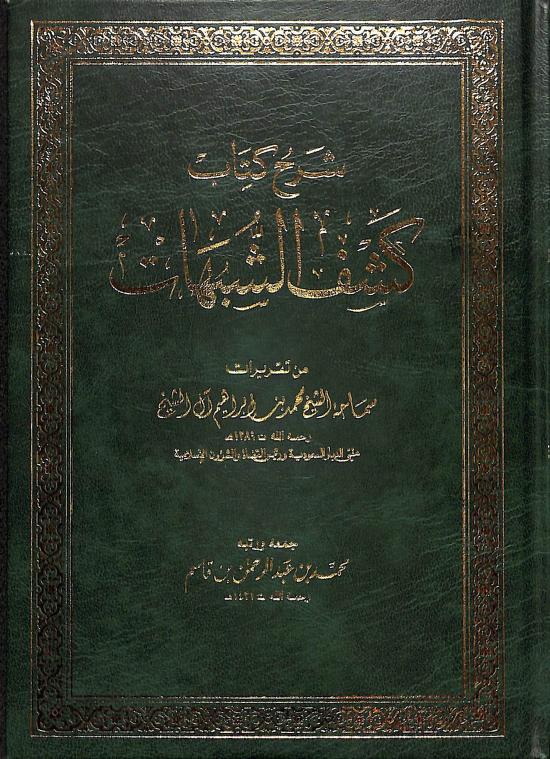 شرح كتاب
كشف الشبهات
من تقريرات
سماحة الشيخ محمد بن إبراهيم آل الشيخ
رحمه الله ت ١٣٨٩هـ
مفتي الديار السعودية ورئيس القضاة والشؤون الإسلامية
جمعه ورتبه
محمد بن عبد الرحمن بن قاسم
رحمه الله ت ١٤٢١هـ